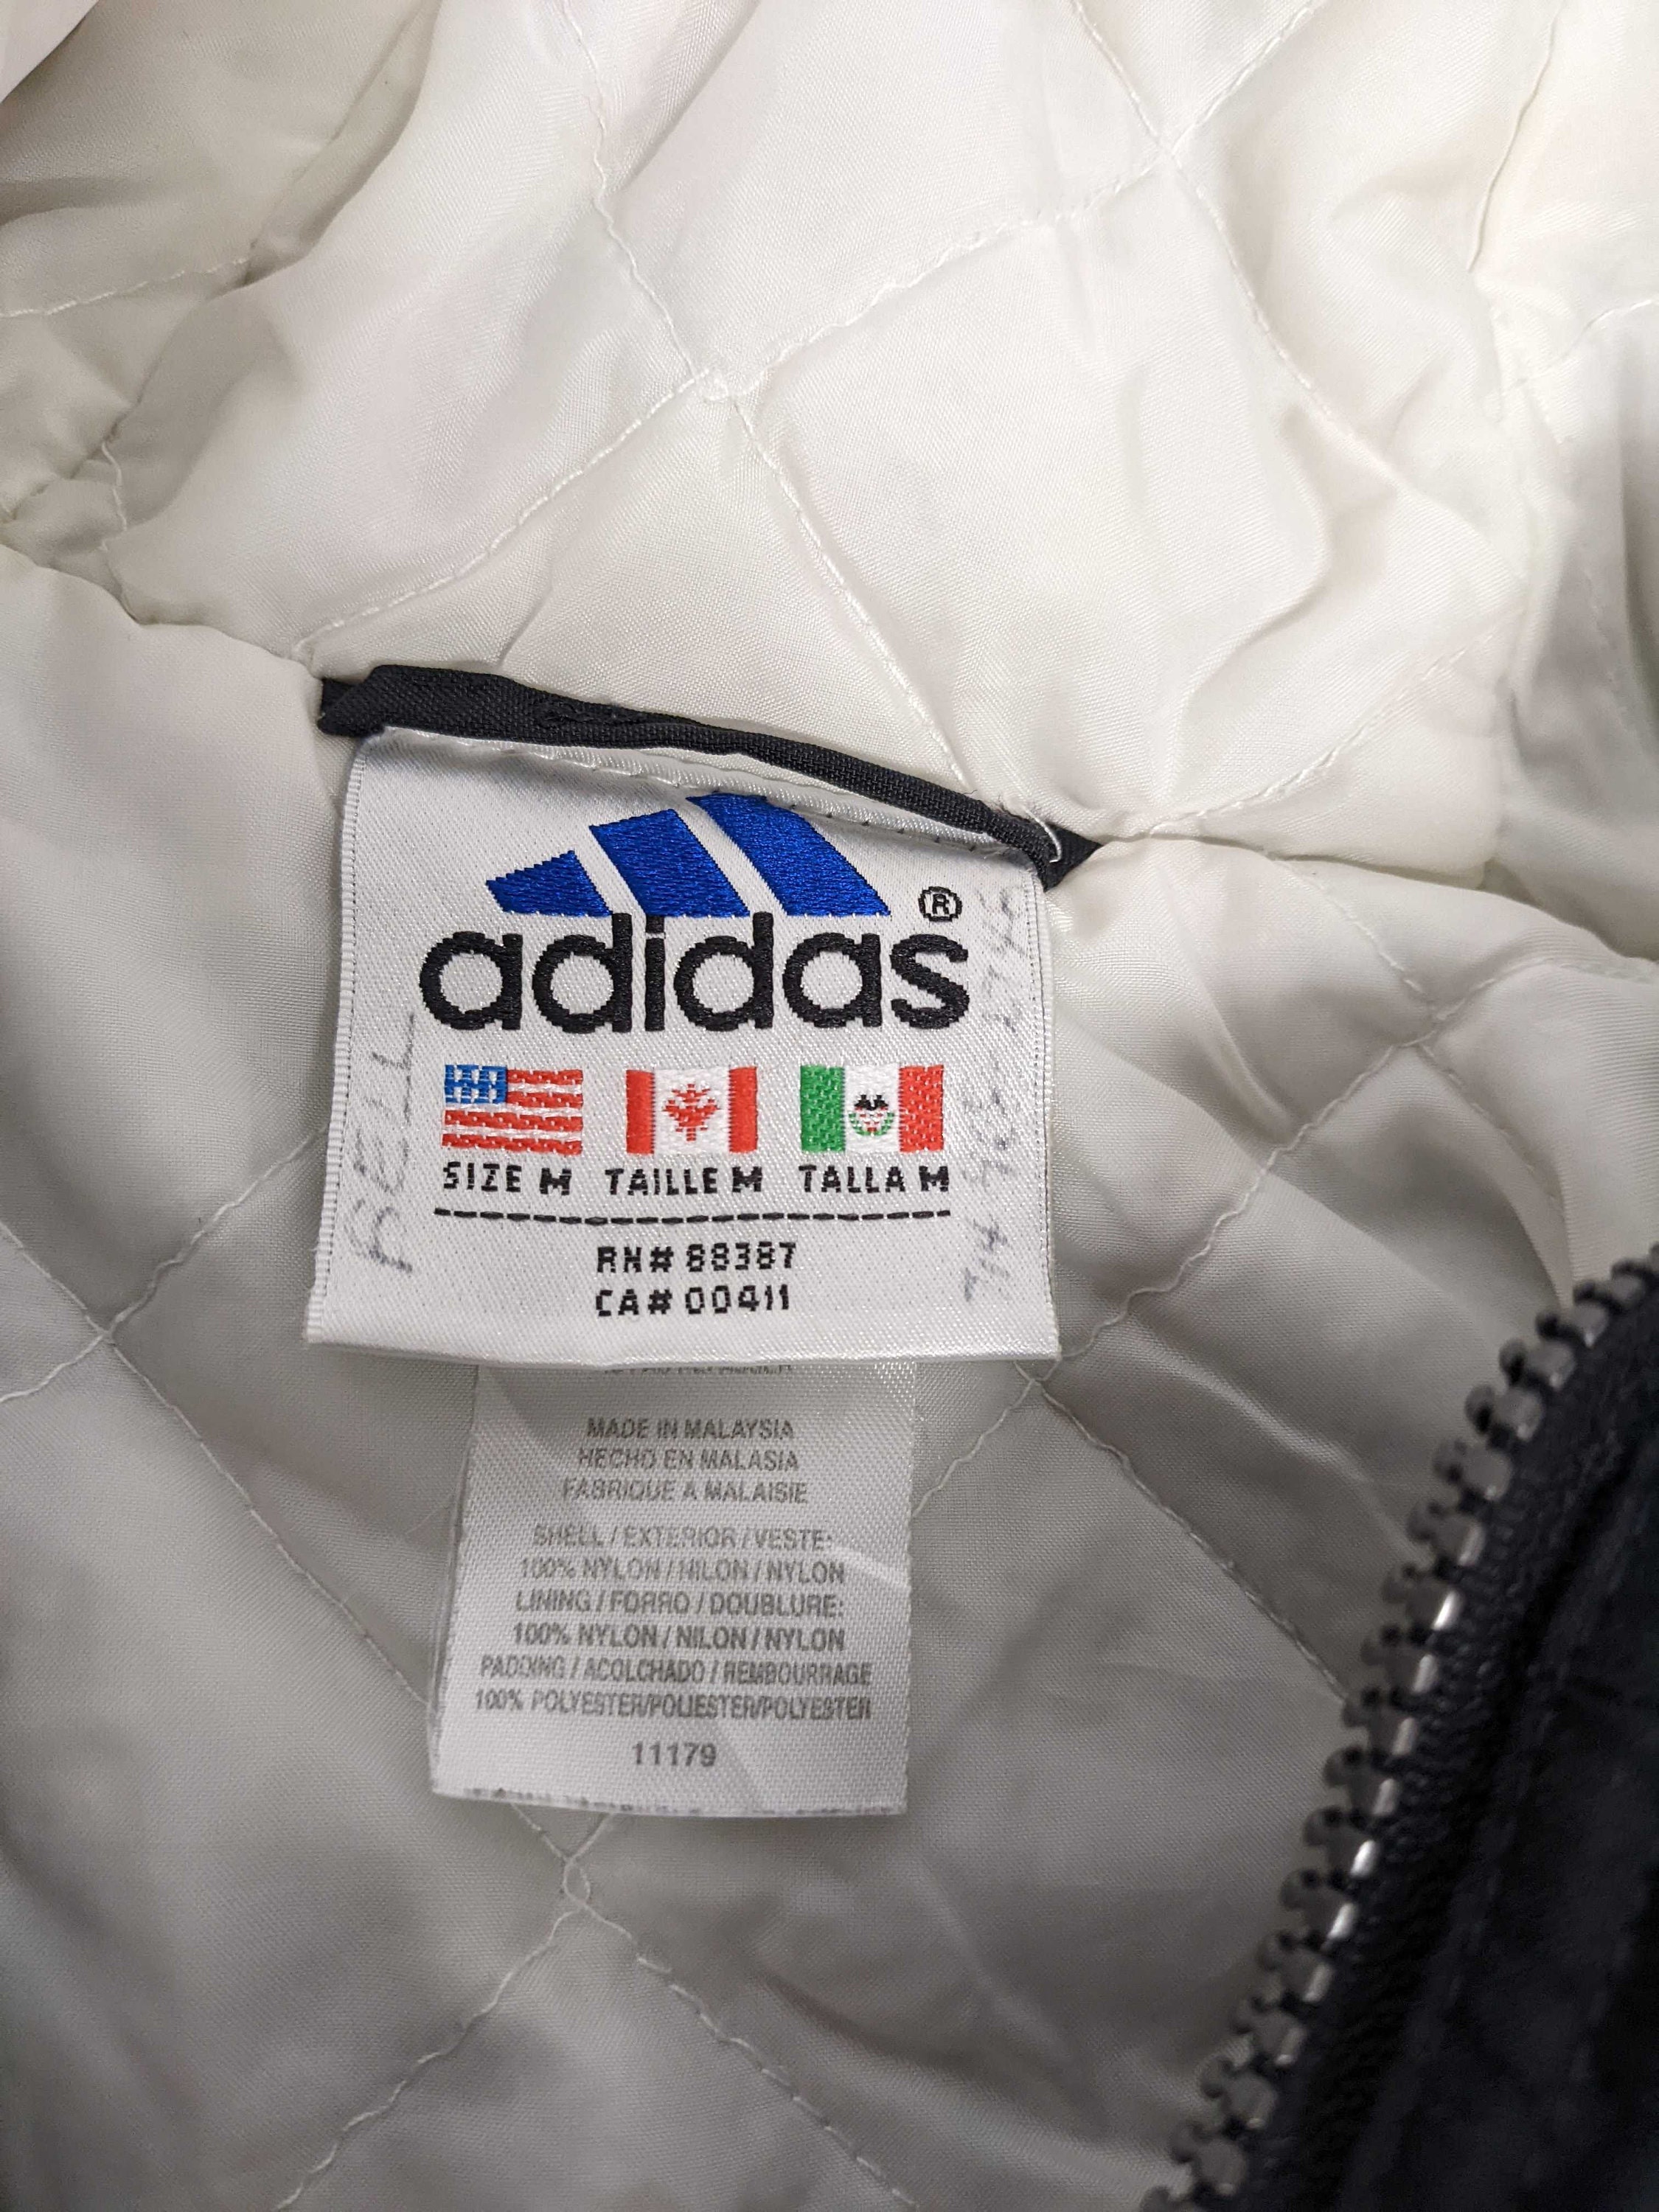 adidas®
SIZE M TAILLE M TALLA M
RN# 88387
CA# 00411
BELL
MADE IN MALAYSIA
HECHO EN MALASIA
FABRIQUE A MALAISIE
SHELL / EXTERIOR / VESTE:
100% NYLON / NILON / NYLON
LINING / FORRO / DOUBLURE:
100% NYLON / NILON / NYLON
PADDING / ACOLCHADO / REMBOURRAGE
100% POLYESTER/POLIESTER/POLYESTER
11179